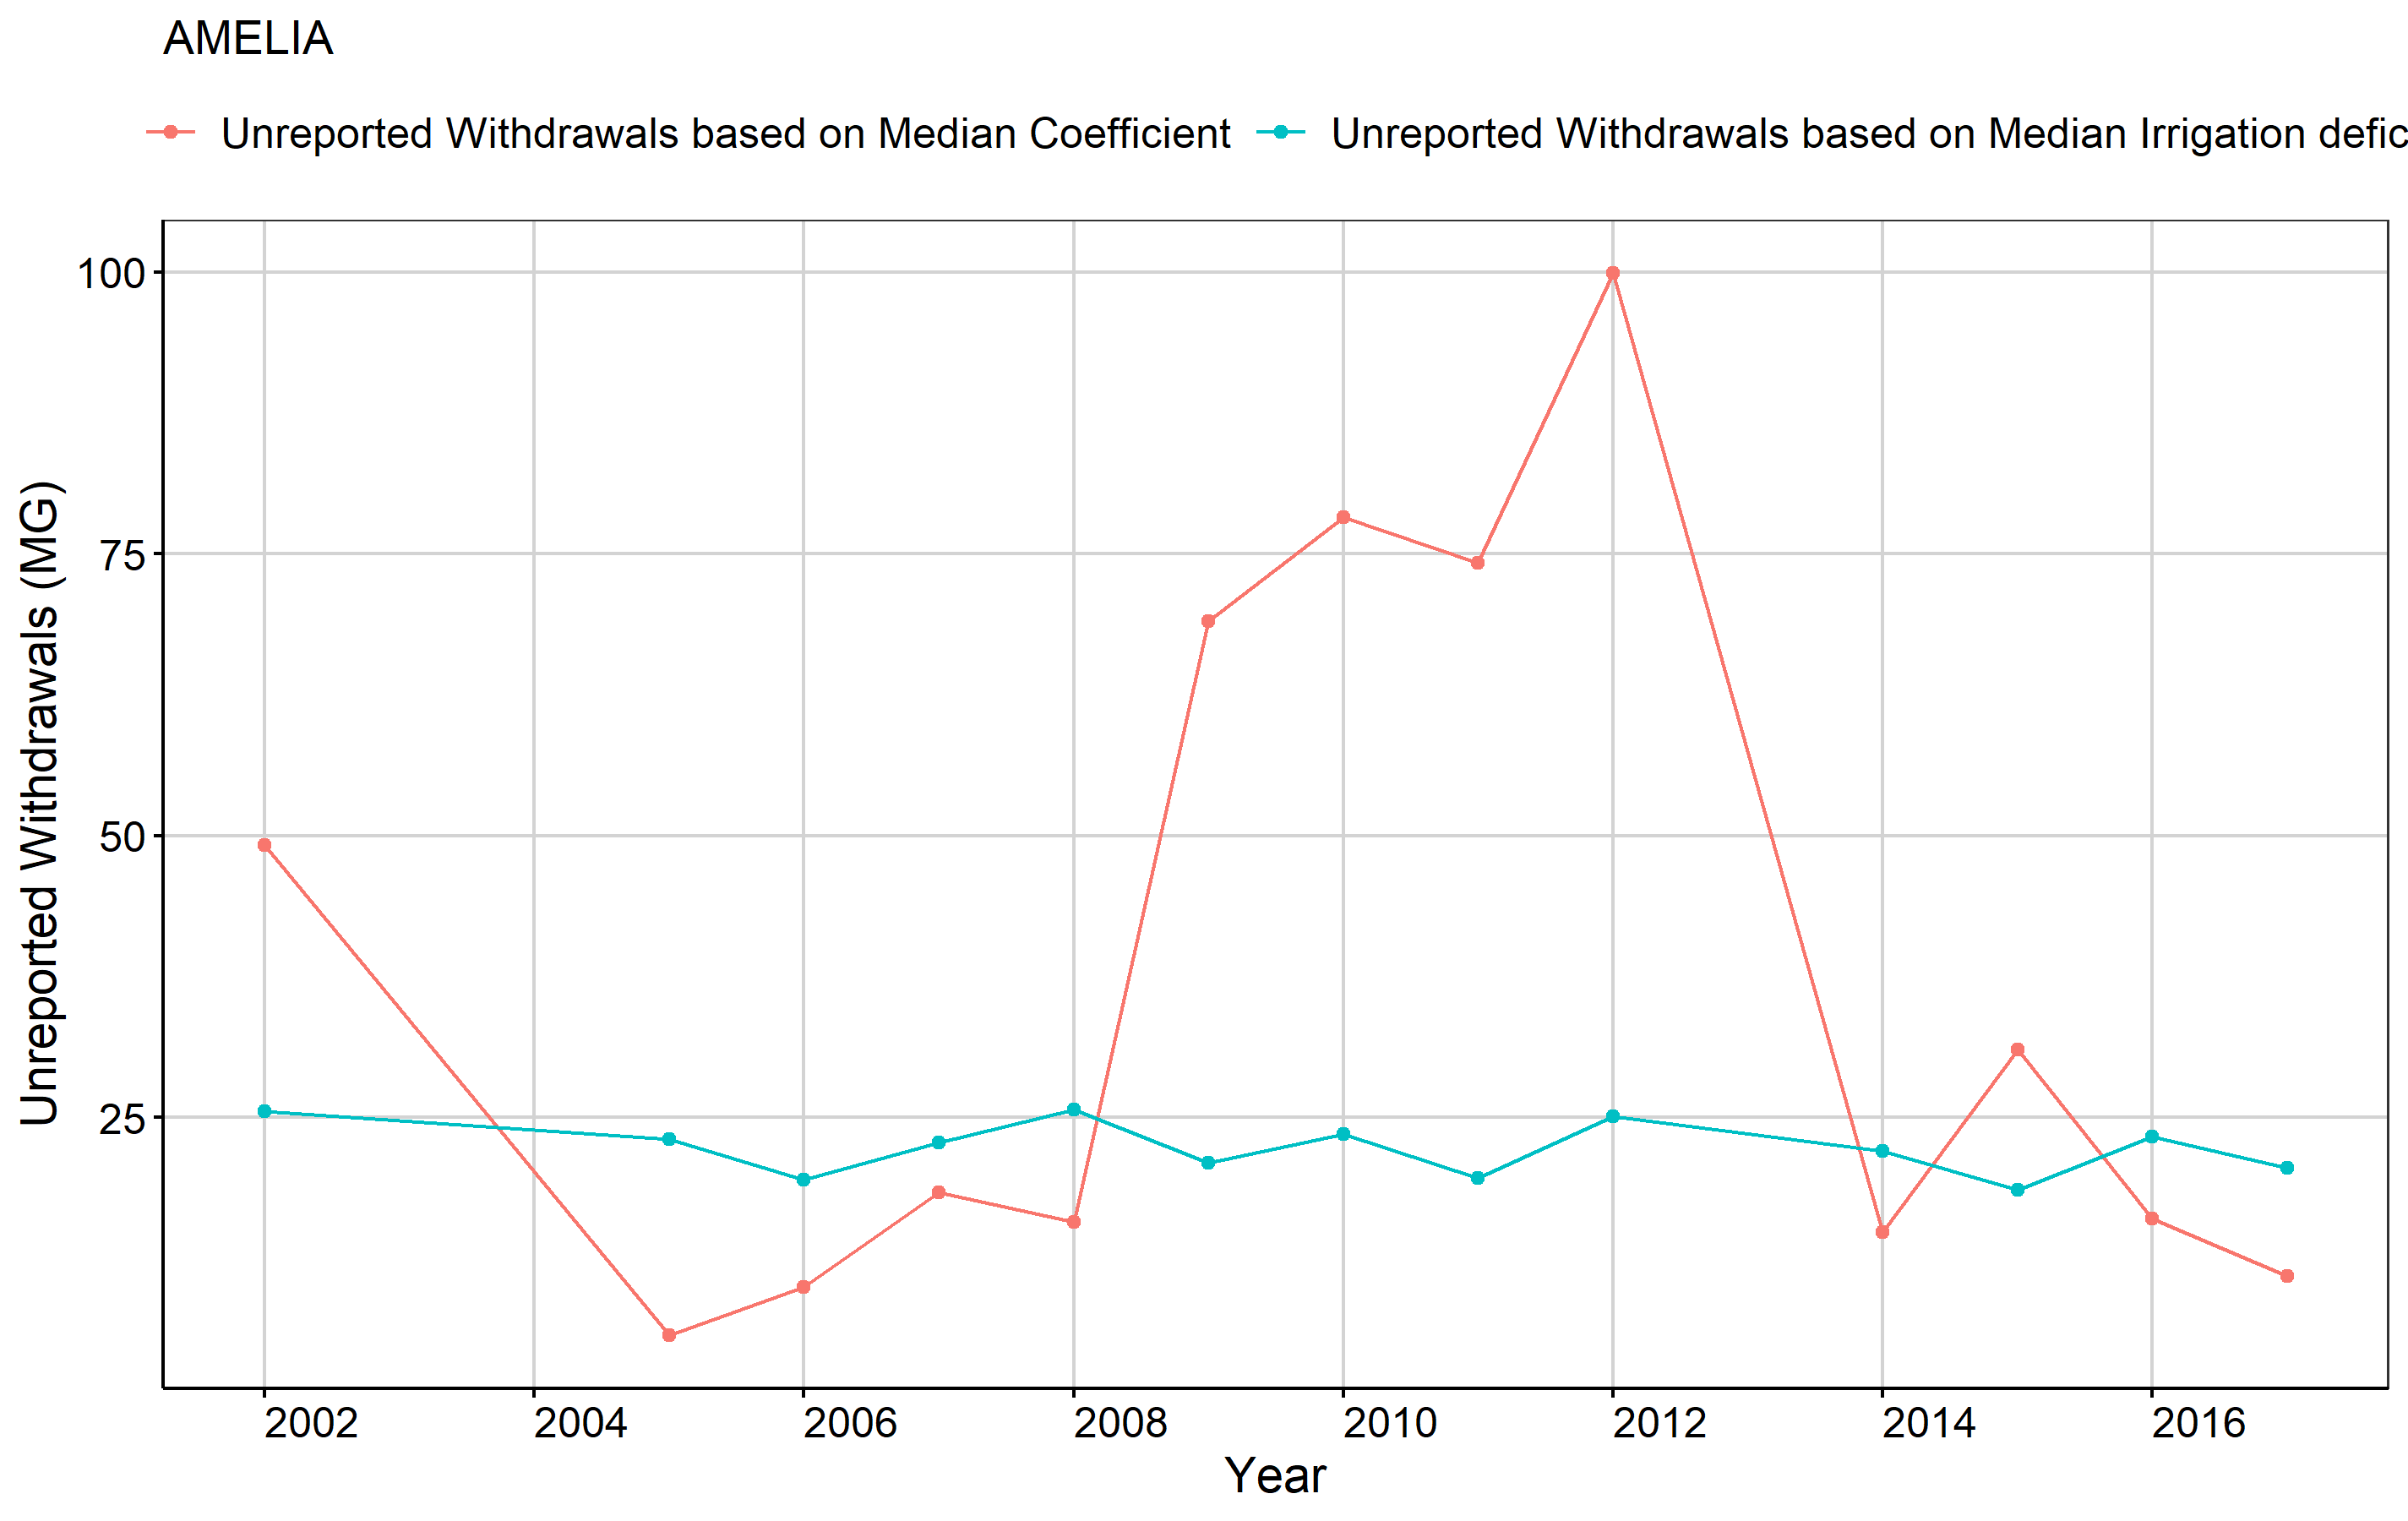 AMELIA
Unreported Withdrawals based on Median Coefficient Unreported Withdrawals based on Median Irrigation defic
Unreported Withdrawals (MG)
100
75
50
25
2002 2004 2006 2008 2010 2012 2014 2016
Year